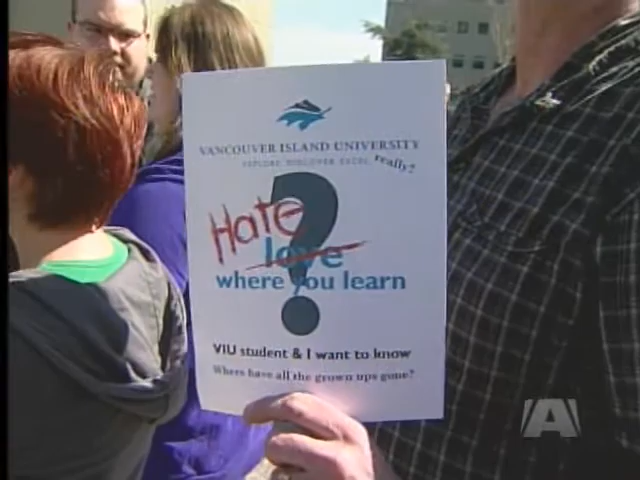 VANCOUVER ISLAND UNIVERSITY
EXPLORE. DISCOVER. EXCEL. really?
Hate
love ?
where you learn
VIU student & I want to know
Where have all the grown ups gone?
A